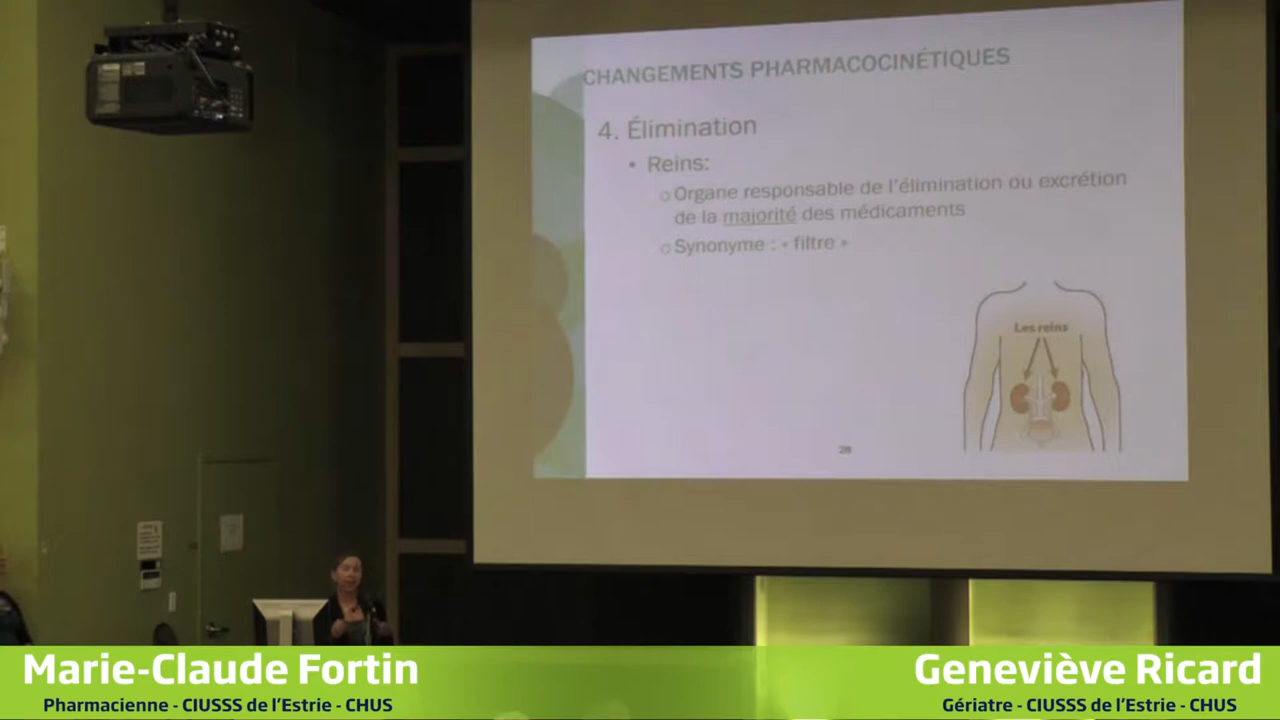 CHANGEMENTS PHARMACOCINÉTIQUES
4. Élimination
• Reins:
o Organe responsable de l'élimination ou excrétion
de la majorité des médicaments
o Synonyme : « filtre »
Les reins
28
Marie-Claude Fortin
Pharmacienne - CIUSSS de l'Estrie - CHUS
Geneviève Ricard
Gériatre - CIUSSS de l'Estrie - CHUS